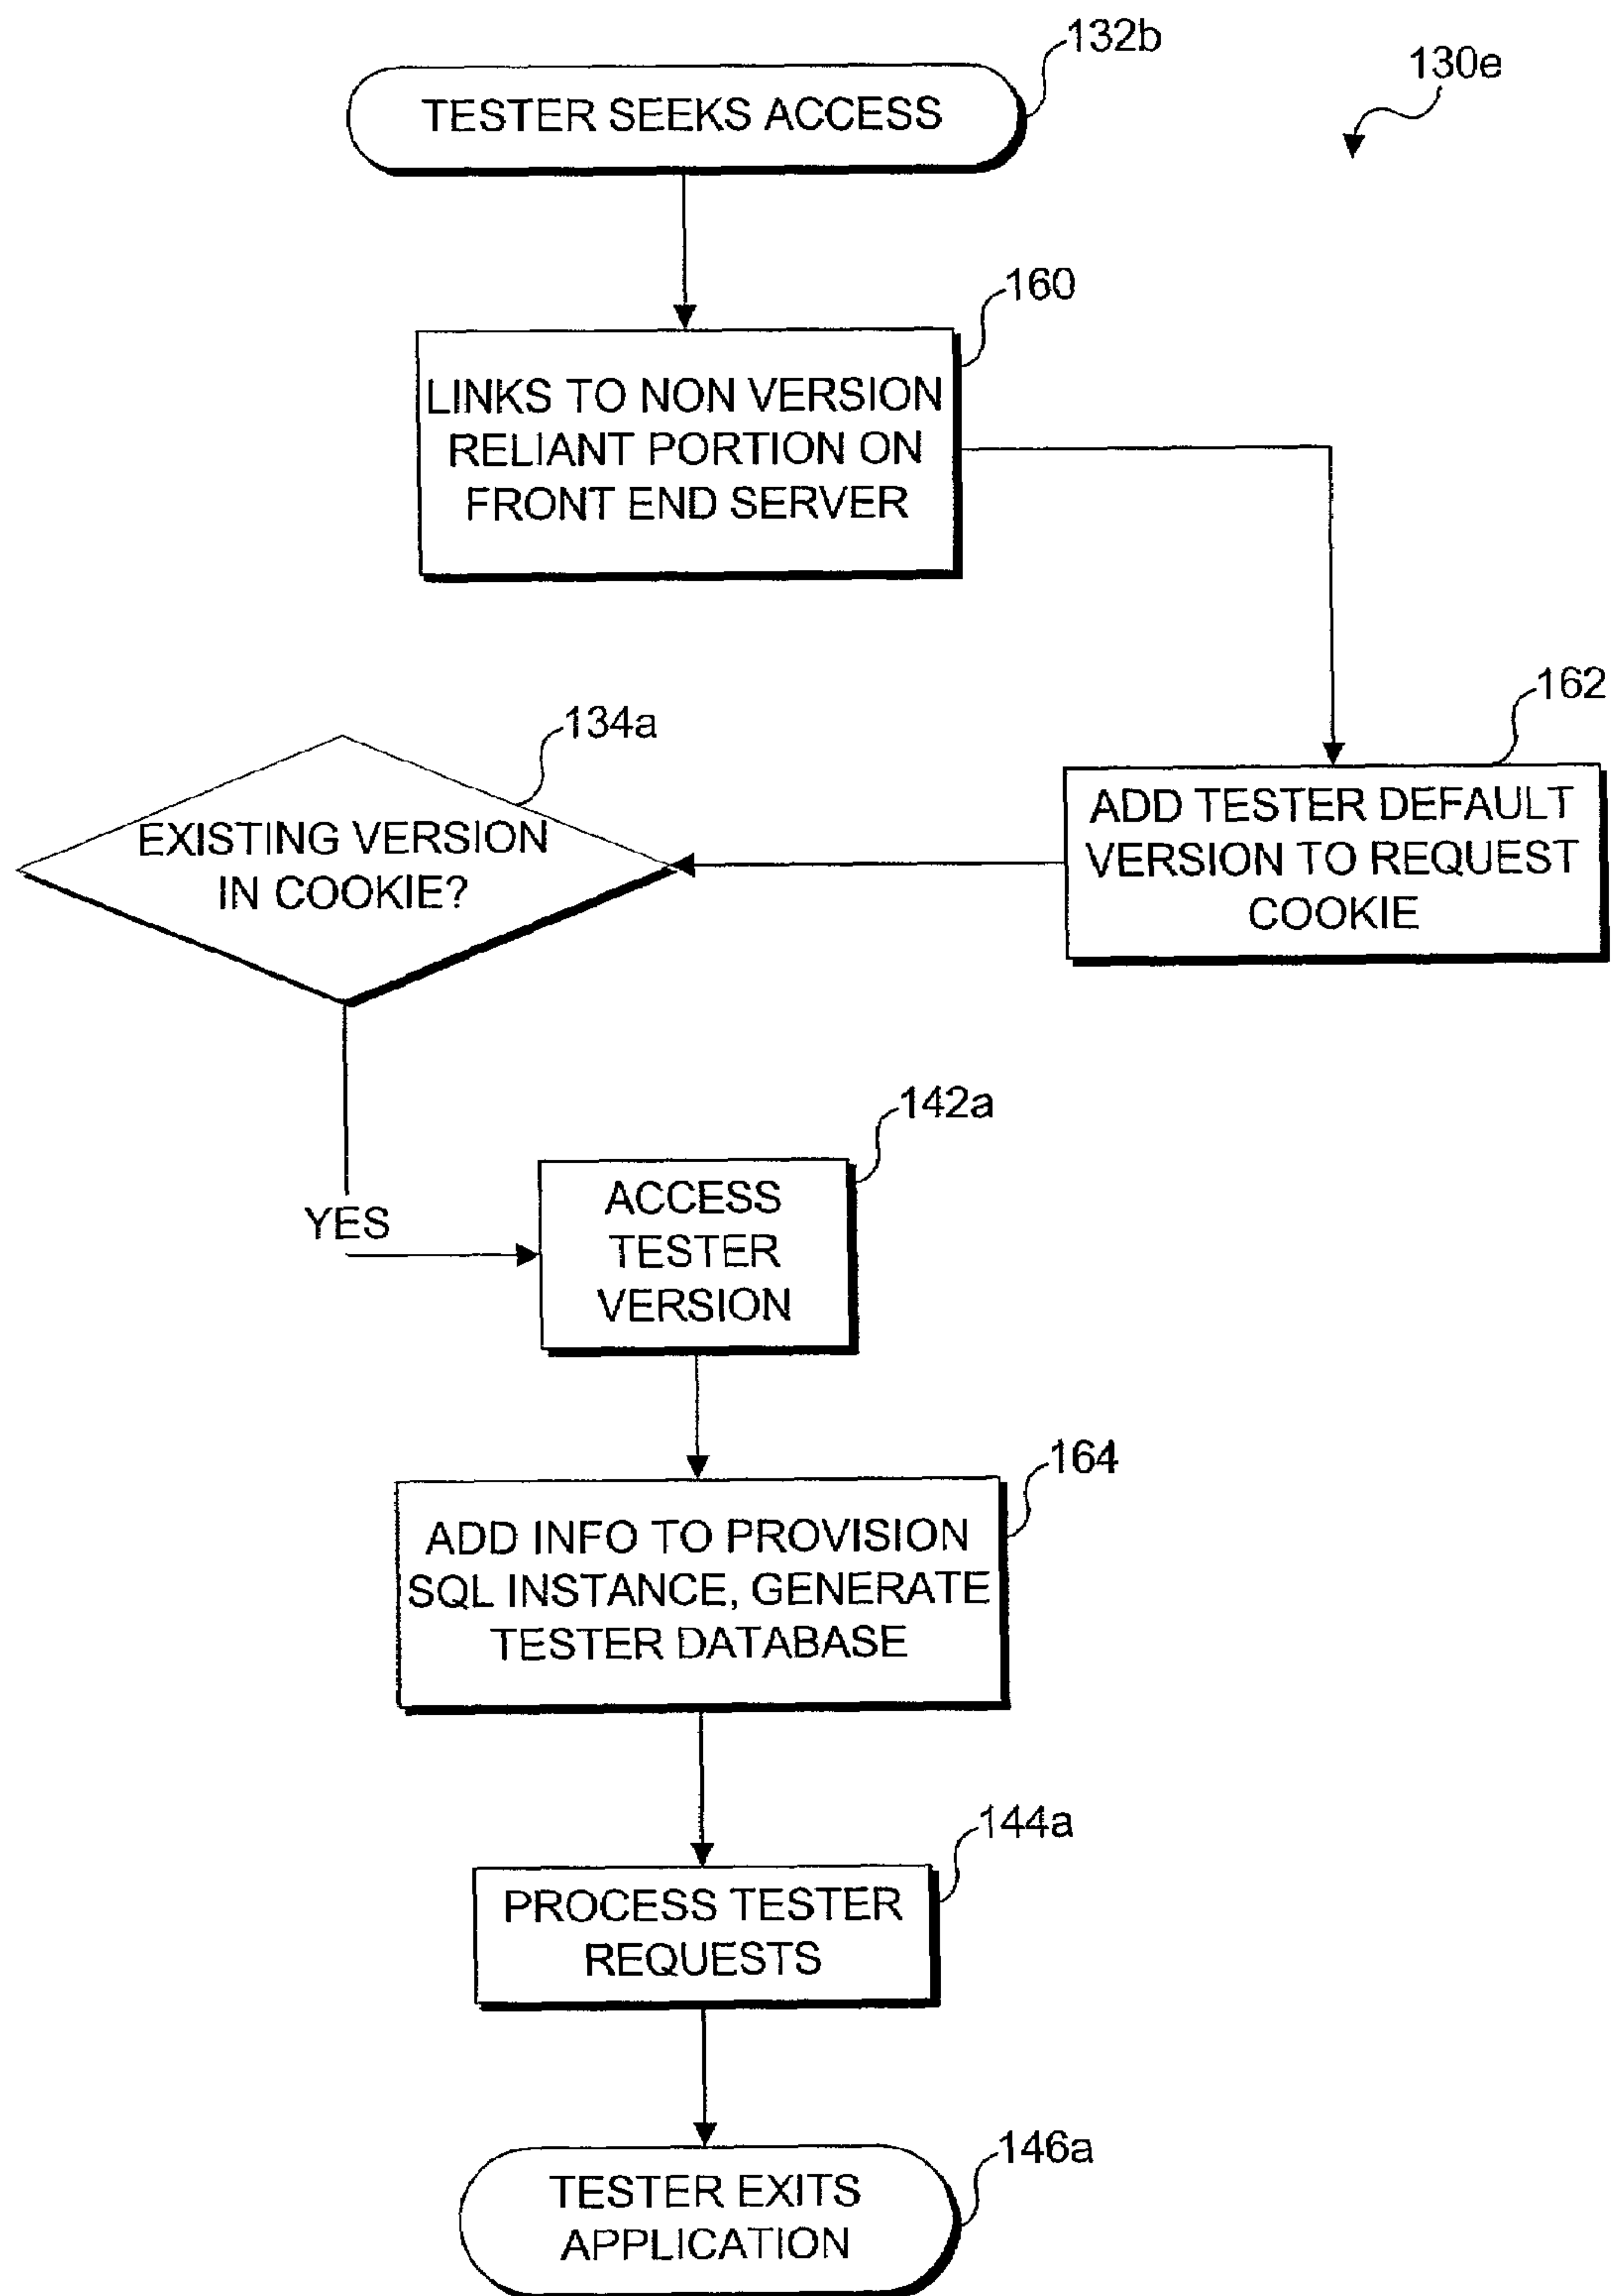 132b
130e
TESTER SEEKS ACCESS
160
LINKS TO NON VERSION
RELIANT PORTION ON
FRONT END SERVER
162
134a
ADD TESTER DEFAULT
VERSION TO REQUEST
COOKIE
EXISTING VERSION
IN COOKIE?
142a
YES
ACCESS
TESTER
VERSION
164
ADD INFO TO PROVISION
SQL INSTANCE, GENERATE
TESTER DATABASE
144a
PROCESS TESTER
REQUESTS
146a
TESTER EXITS
APPLICATION